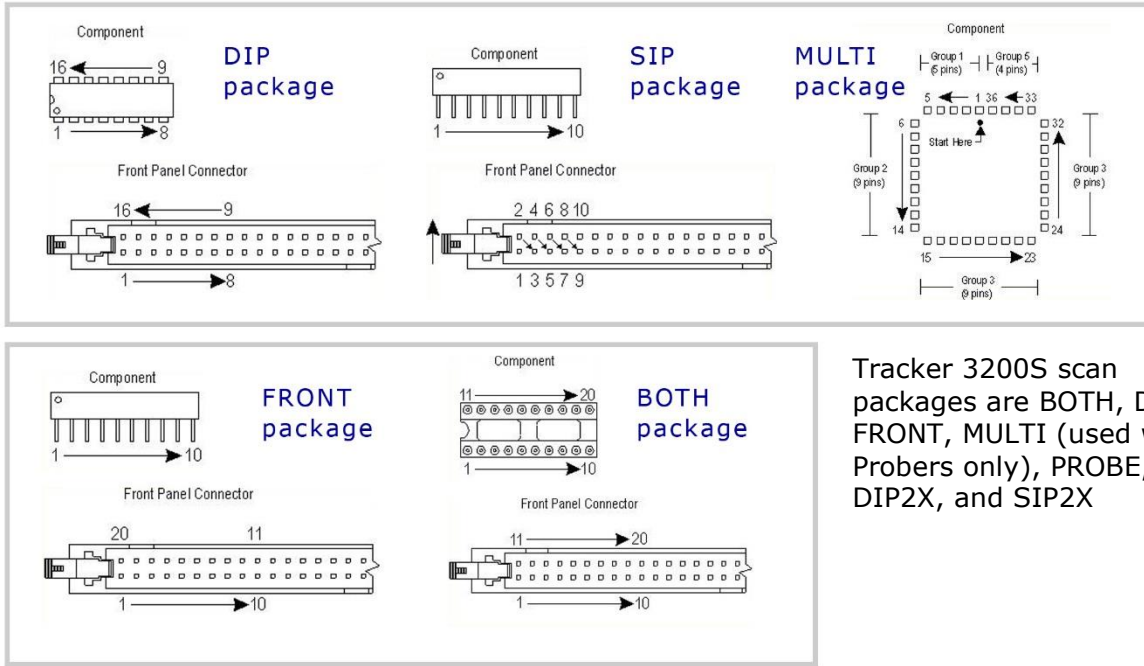 Component
16 9
1 8
DIP
package
Front Panel Connector
16 9
1 8
Component
1 10
SIP
package
Front Panel Connector
2 4 6 8 10
1 3 5 7 9
MULTI
package
Component
Group 1
(5 pins)
Group 5
(4 pins)
5 1 36 33
6 32
Start Here
Group 2
(9 pins)
Group 3
(9 pins)
14 24
15 23
Group 3
(9 pins)
Component
1 10
FRONT
package
Front Panel Connector
20 11
1 10
Component
11 20
1 10
BOTH
package
Front Panel Connector
11 20
1 10
Tracker 3200S scan
packages are BOTH,
FRONT, MULTI (used
Probers only), PROBE,
DIP2X, and SIP2X